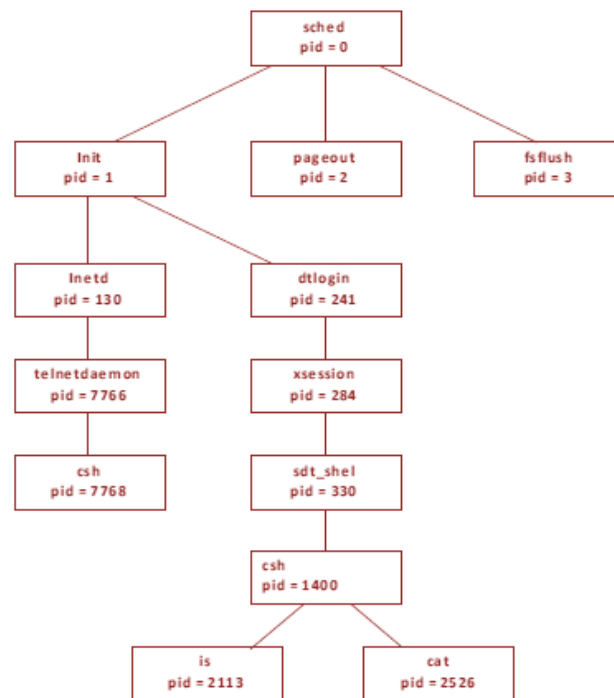 sched
pid = 0
Init
pid = 1
pageout
pid = 2
fsflush
pid = 3
Inetd
pid = 130
dtlogin
pid = 241
telnetdaemon
pid = 7766
xsession
pid = 284
csh
pid = 7768
sdt_shel
pid = 330
csh
pid = 1400
is
pid = 2113
cat
pid = 2526